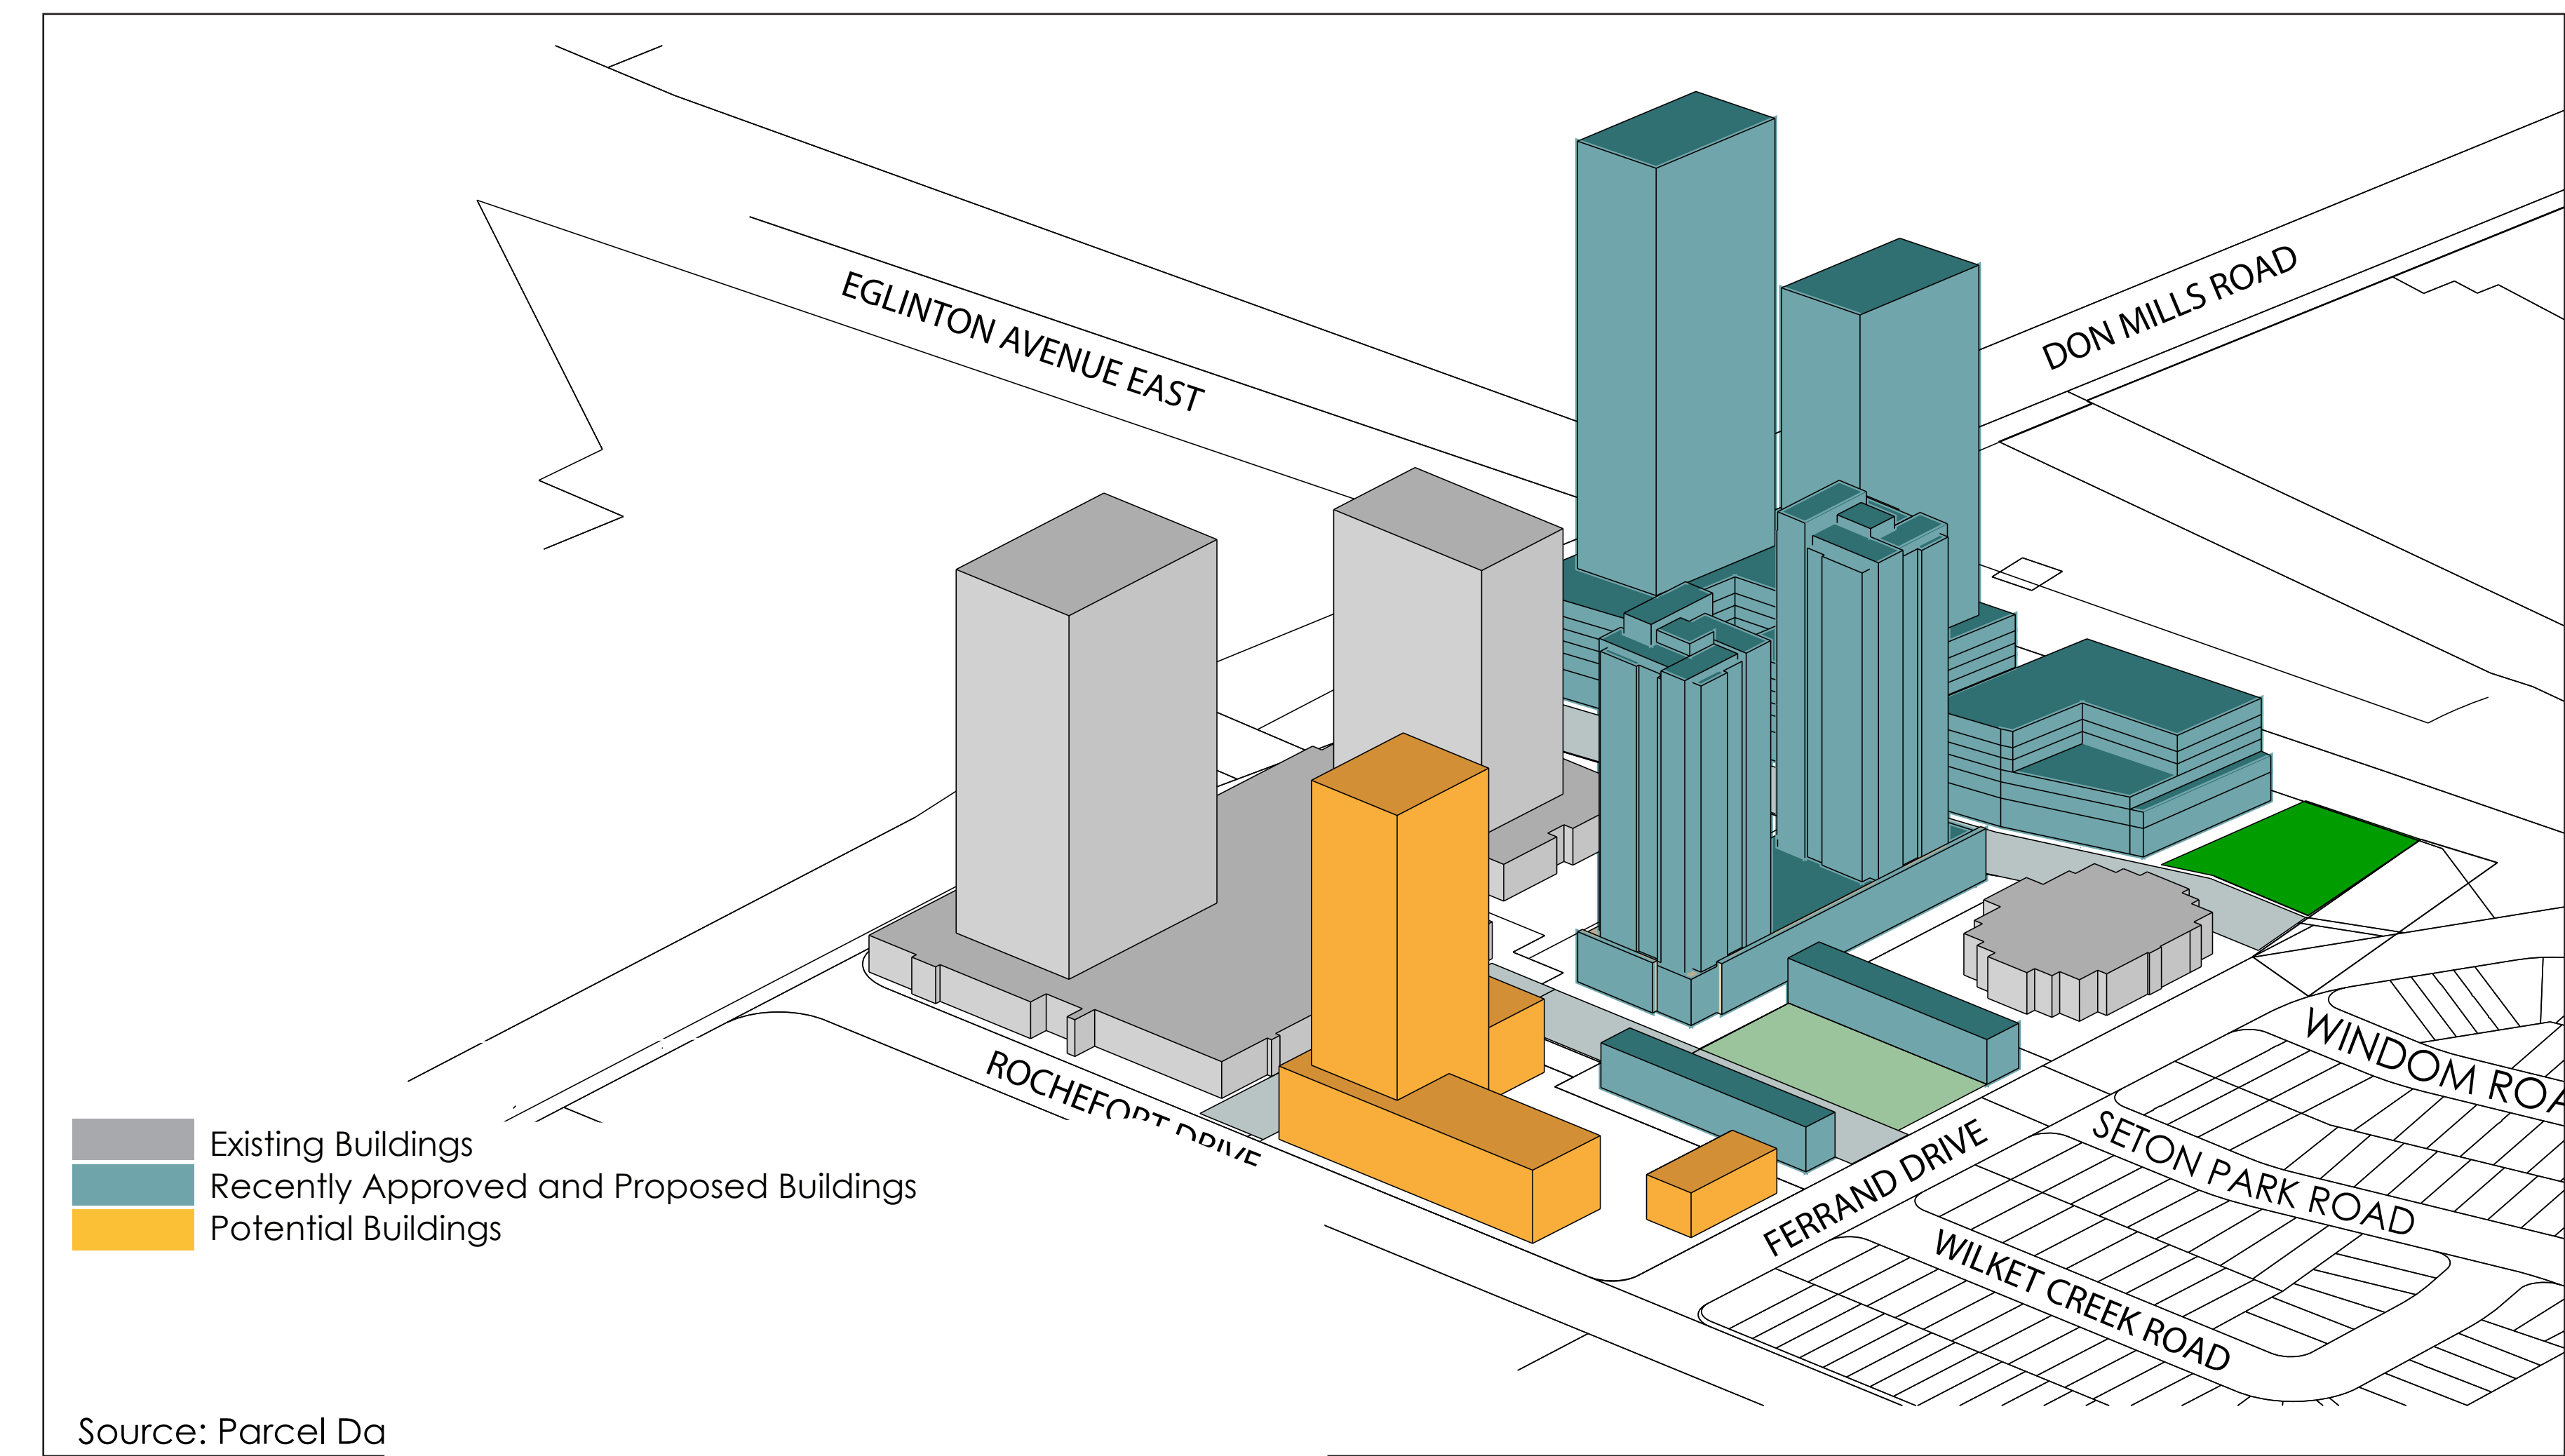 EGLINTON AVENUE EAST
DON MILLS ROAD
ROCHEFORT DRIVE
WINDOM ROA
SETON PARK ROAD
FERRAND DRIVE
WILKET CREEK ROAD
Existing Buildings
Recently Approved and Proposed Buildings
Potential Buildings
Source: Parcel Da